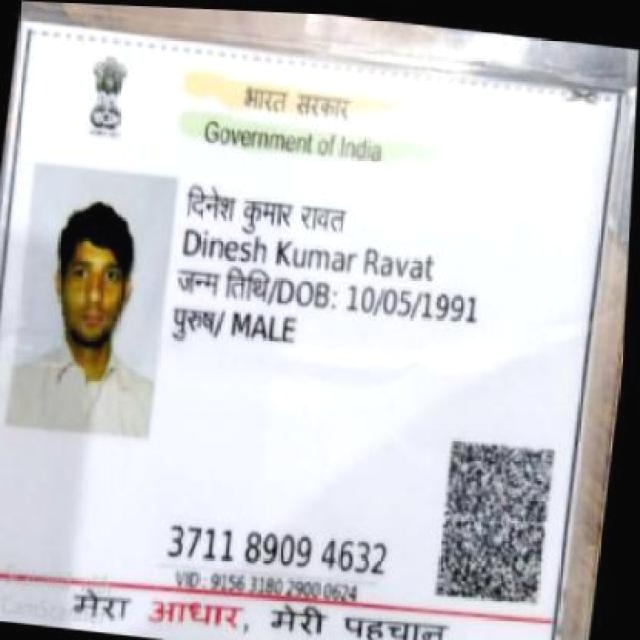 भारत सरकार
Government of India
दिनेश कुमार रावत
Dinesh Kumar Ravat
जन्म तिथि/DOB: 10/05/1991
पुरुष/ MALE
3711 8909 4632
VID : 9156 3180 2900 0624
मेरा आधार, मेरी पहचान